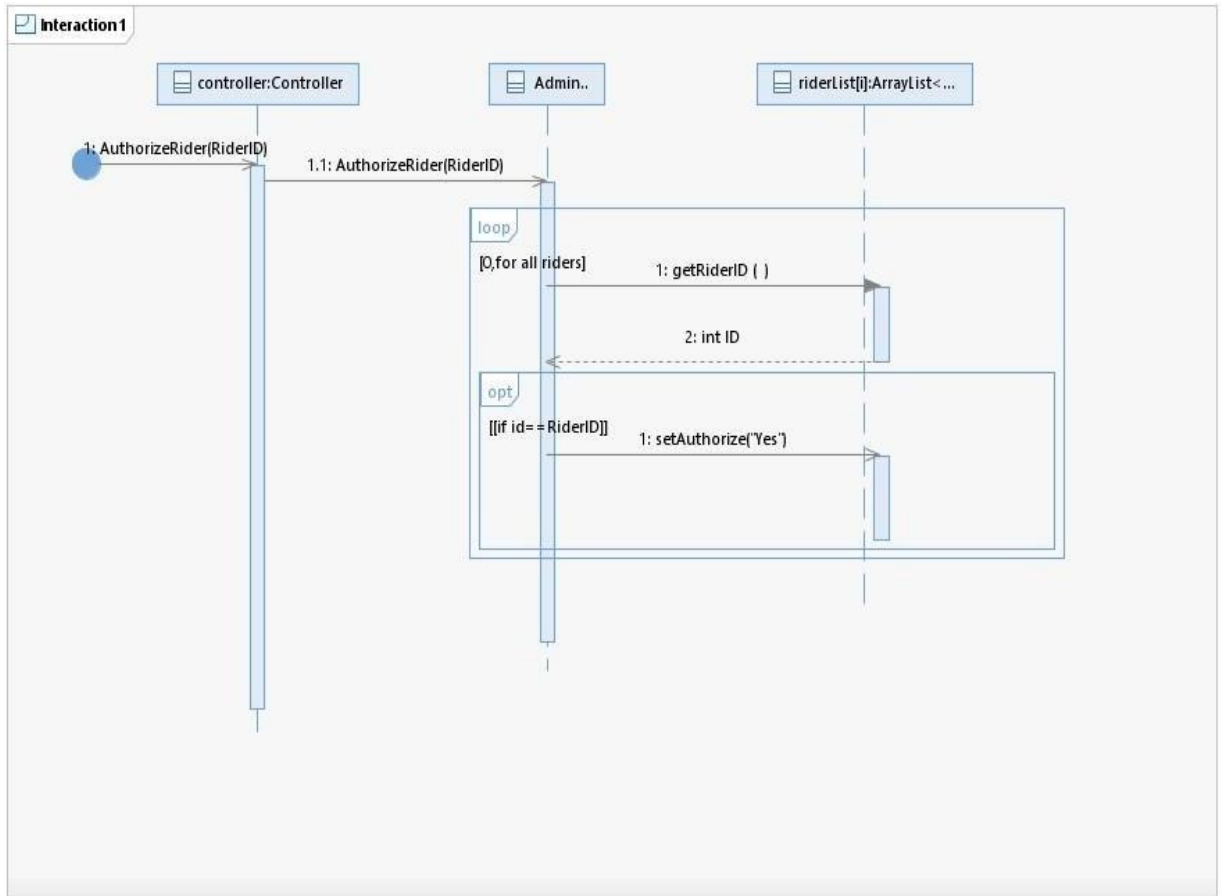 Interaction1
controller:Controller
Admin..
riderList[i]:ArrayList<...
1: AuthorizeRider(RiderID)
1.1: AuthorizeRider(RiderID)
loop
[0,for all riders]
1: getRiderID ( )
2: int ID
opt
[[if id==RiderID]]
1: setAuthorize("Yes")